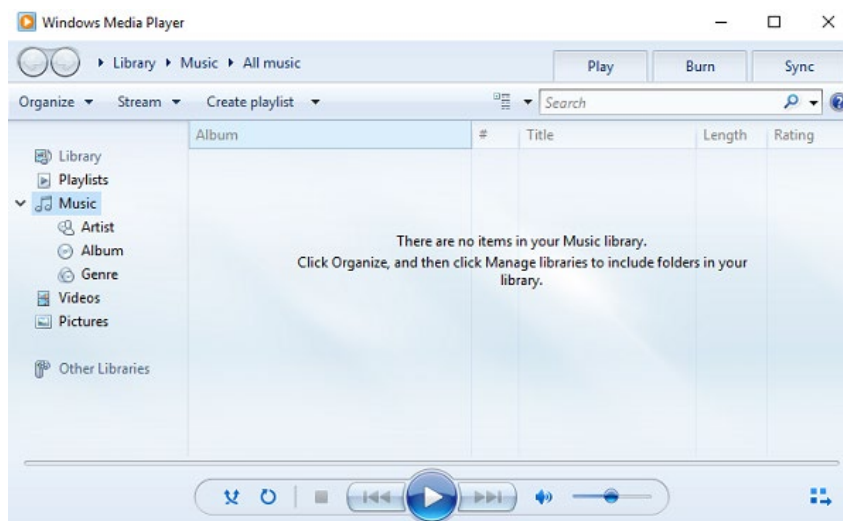 Windows Media Player
Library Music All music
Play Burn Sync
Organize Stream Create playlist Search
Album # Title Length Rating
Library
Playlists
Music
Artist
There are no items in your Music library.
Album
Click Organize, and then click Manage libraries to include folders in your
library.
Genre
Videos
Pictures
Other Libraries